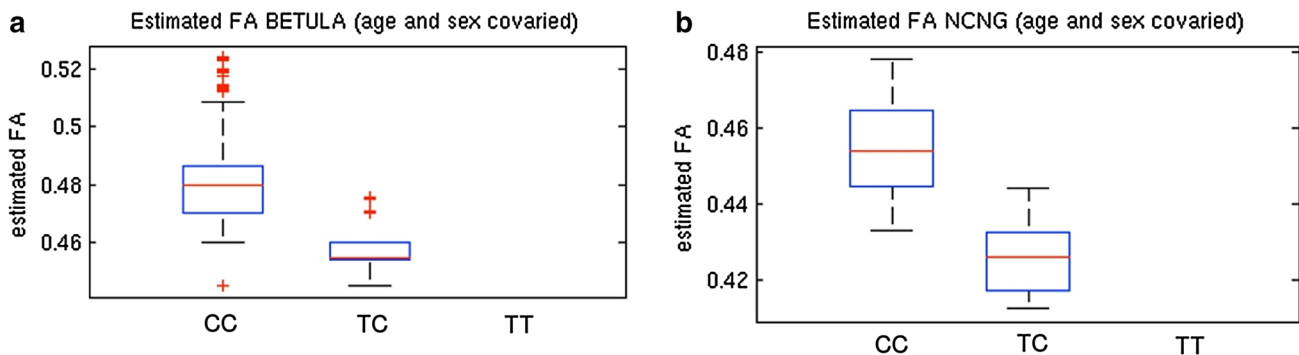 a
Estimated FA BETULA (age and sex covaried)
estimated FA
0.52
0.5
0.48
0.46
CC TC TT
b
Estimated FA NCNG (age and sex covaried)
estimated FA
0.48
0.46
0.44
0.42
CC TC TT